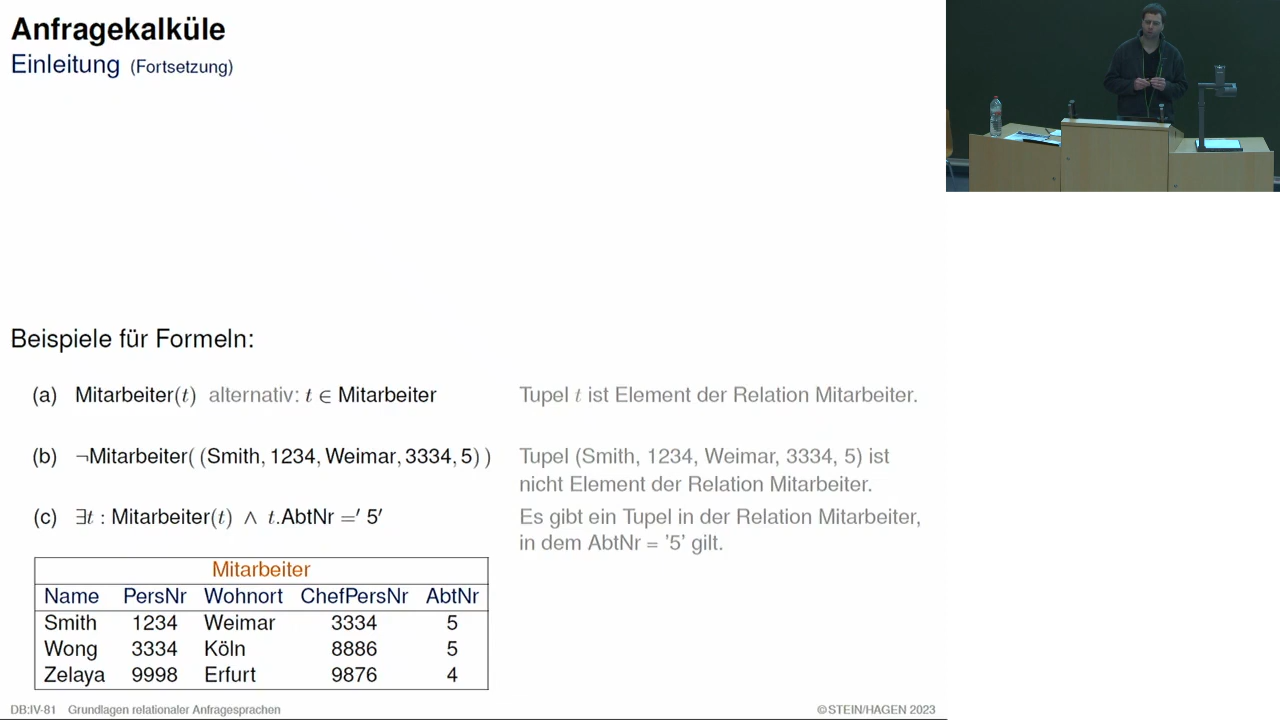 Anfragekalküle
Einleitung (Fortsetzung)
Beispiele für Formeln:
(a) Mitarbeiter(t) alternativ: t ∈ Mitarbeiter Tupel t ist Element der Relation Mitarbeiter.
(b) ¬Mitarbeiter( (Smith, 1234, Weimar, 3334, 5) ) Tupel (Smith, 1234, Weimar, 3334, 5) ist
nicht Element der Relation Mitarbeiter.
(c) ∃t : Mitarbeiter(t) ∧ t.AbtNr =′ 5′ Es gibt ein Tupel in der Relation Mitarbeiter,
in dem AbtNr = '5' gilt.
Mitarbeiter
Name PersNr Wohnort ChefPersNr AbtNr
Smith 1234 Weimar 3334 5
Wong 3334 Köln 8886 5
Zelaya 9998 Erfurt 9876 4
DB:IV-81 Grundlagen relationaler Anfragesprachen ©STEIN/HAGEN 2023